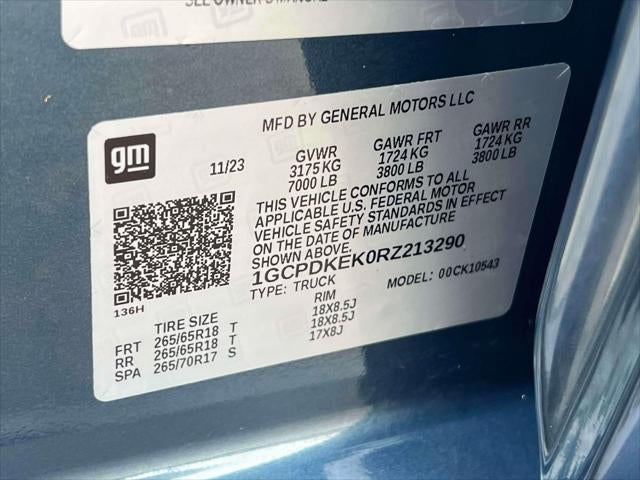 SEE OWNER'S MANUAL
MFD BY GENERAL MOTORS LLC
gm
11/23
GVWR GAWR FRT GAWR RR
3175 KG 1724 KG 1724 KG
7000 LB 3800 LB 3800 LB
THIS VEHICLE CONFORMS TO ALL
APPLICABLE U.S. FEDERAL MOTOR
VEHICLE SAFETY STANDARDS IN EFFECT
ON THE DATE OF MANUFACTURE
SHOWN ABOVE.
1GCPDKEK0RZ213290
TYPE: TRUCK MODEL: 00CK10543
136H
TIRE SIZE RIM
FRT 265/65R18 T 18X8.5J
RR 265/65R18 T 18X8.5J
SPA 265/70R17 S 17X8J